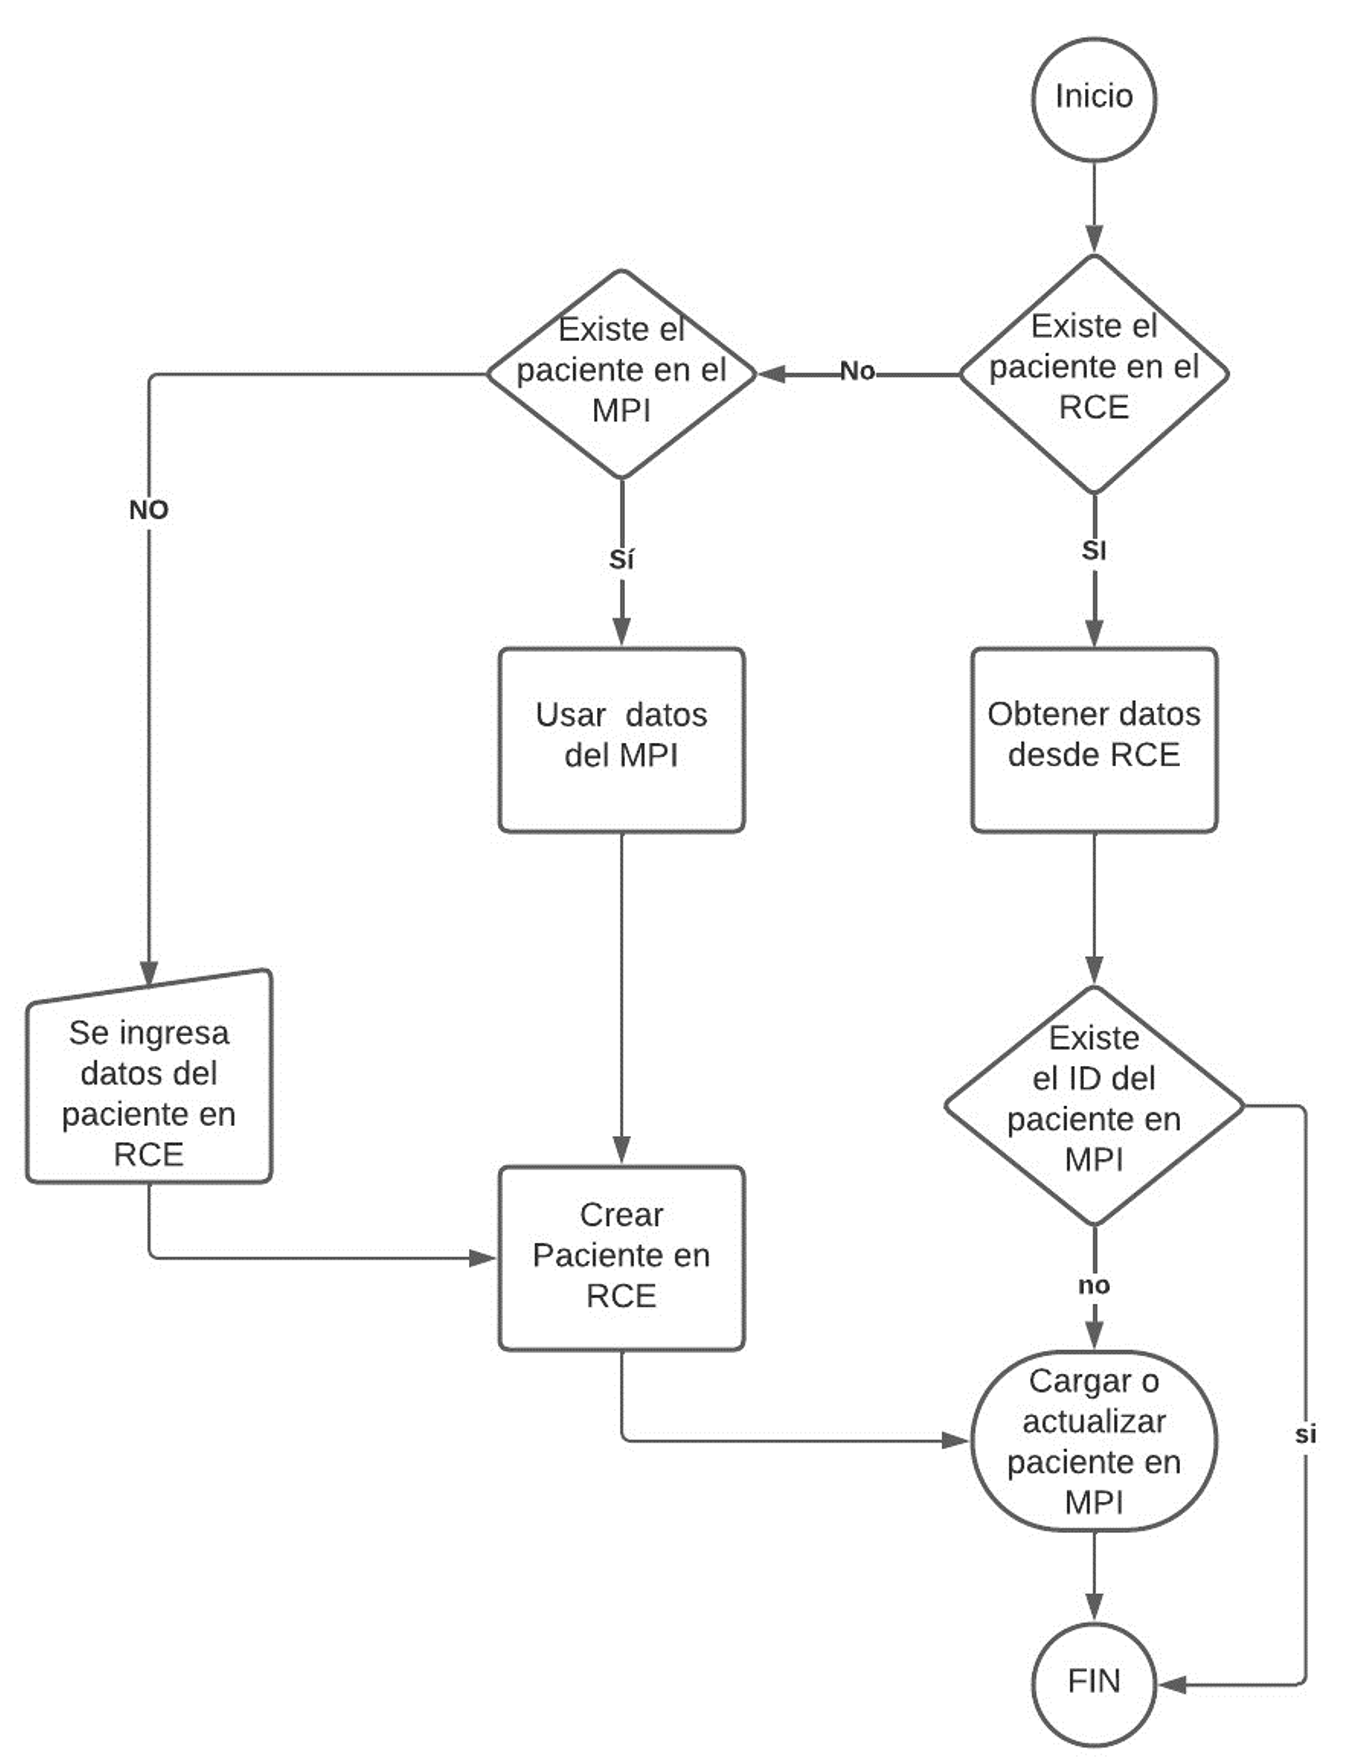 Inicio
Existe el
paciente en el
RCE
No
Existe el
paciente en el
MPI
NO
Sí
SI
Usar datos
del MPI
Obtener datos
desde RCE
Se ingresa
datos del
paciente en
RCE
Existe
el ID del
paciente en
MPI
Crear
Paciente en
RCE
no
Cargar o
actualizar
paciente en
MPI
si
FIN